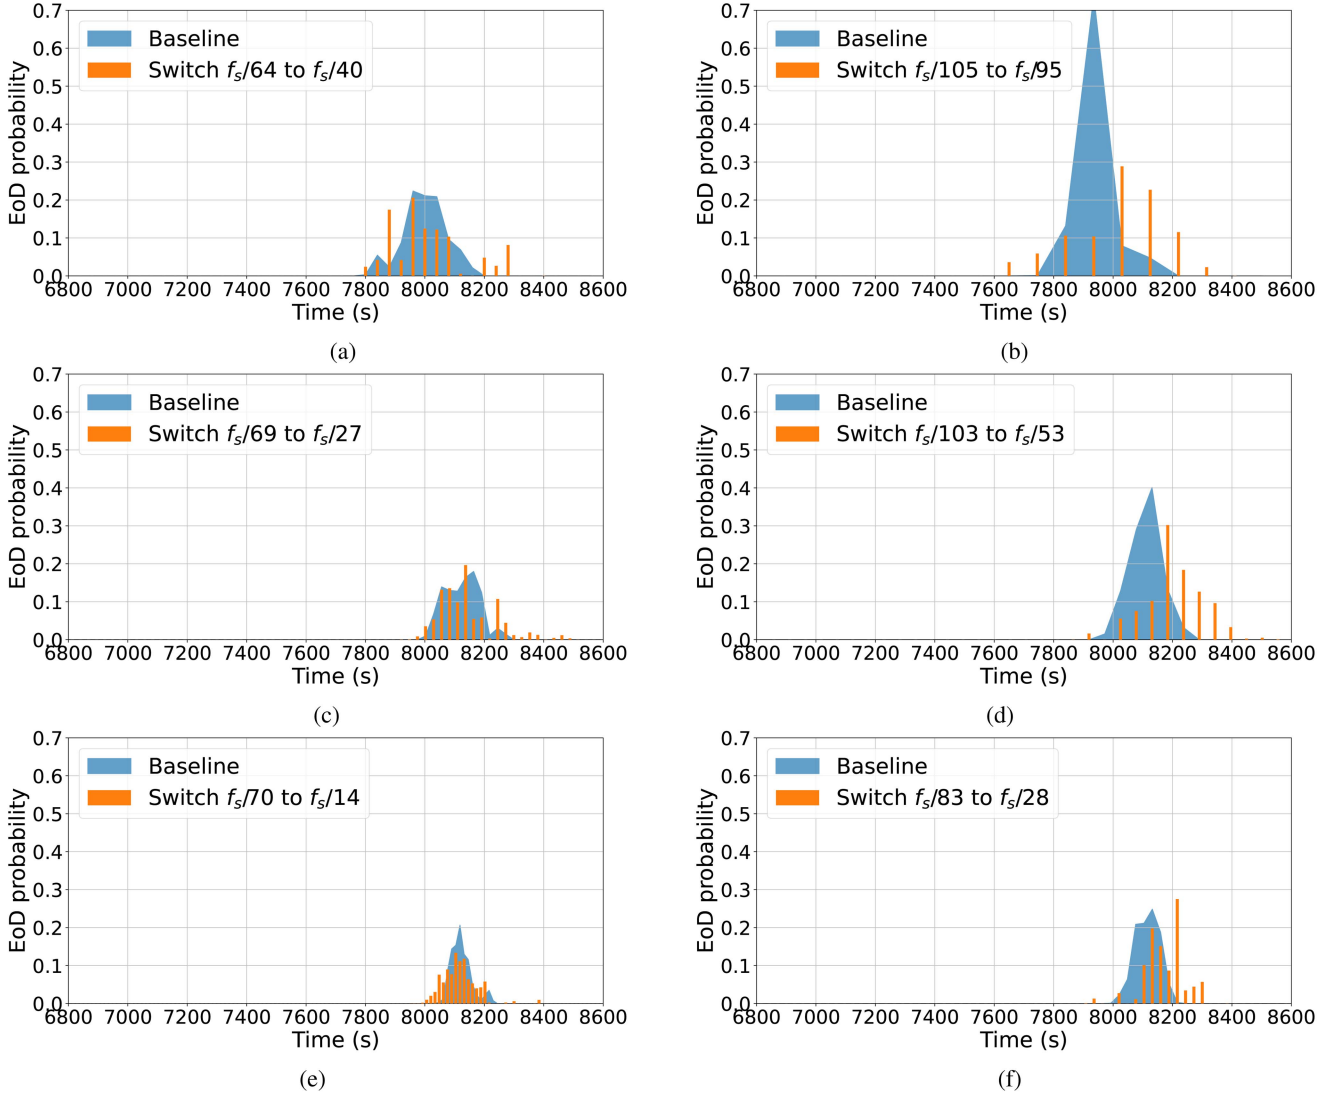 EoD probability
0.7
0.6
0.5
0.4
0.3
0.2
0.1
0.0
Baseline
Switch fₛ/64 to fₛ/40
6800 7000 7200 7400 7600 7800 8000 8200 8400 8600
Time (s)
(a)
EoD probability
0.7
0.6
0.5
0.4
0.3
0.2
0.1
0.0
Baseline
Switch fₛ/105 to fₛ/95
6800 7000 7200 7400 7600 7800 8000 8200 8400 8600
Time (s)
(b)
EoD probability
0.7
0.6
0.5
0.4
0.3
0.2
0.1
0.0
Baseline
Switch fₛ/69 to fₛ/27
6800 7000 7200 7400 7600 7800 8000 8200 8400 8600
Time (s)
(c)
EoD probability
0.7
0.6
0.5
0.4
0.3
0.2
0.1
0.0
Baseline
Switch fₛ/103 to fₛ/53
6800 7000 7200 7400 7600 7800 8000 8200 8400 8600
Time (s)
(d)
EoD probability
0.7
0.6
0.5
0.4
0.3
0.2
0.1
0.0
Baseline
Switch fₛ/70 to fₛ/14
6800 7000 7200 7400 7600 7800 8000 8200 8400 8600
Time (s)
(e)
EoD probability
0.7
0.6
0.5
0.4
0.3
0.2
0.1
0.0
Baseline
Switch fₛ/83 to fₛ/28
6800 7000 7200 7400 7600 7800 8000 8200 8400 8600
Time (s)
(f)